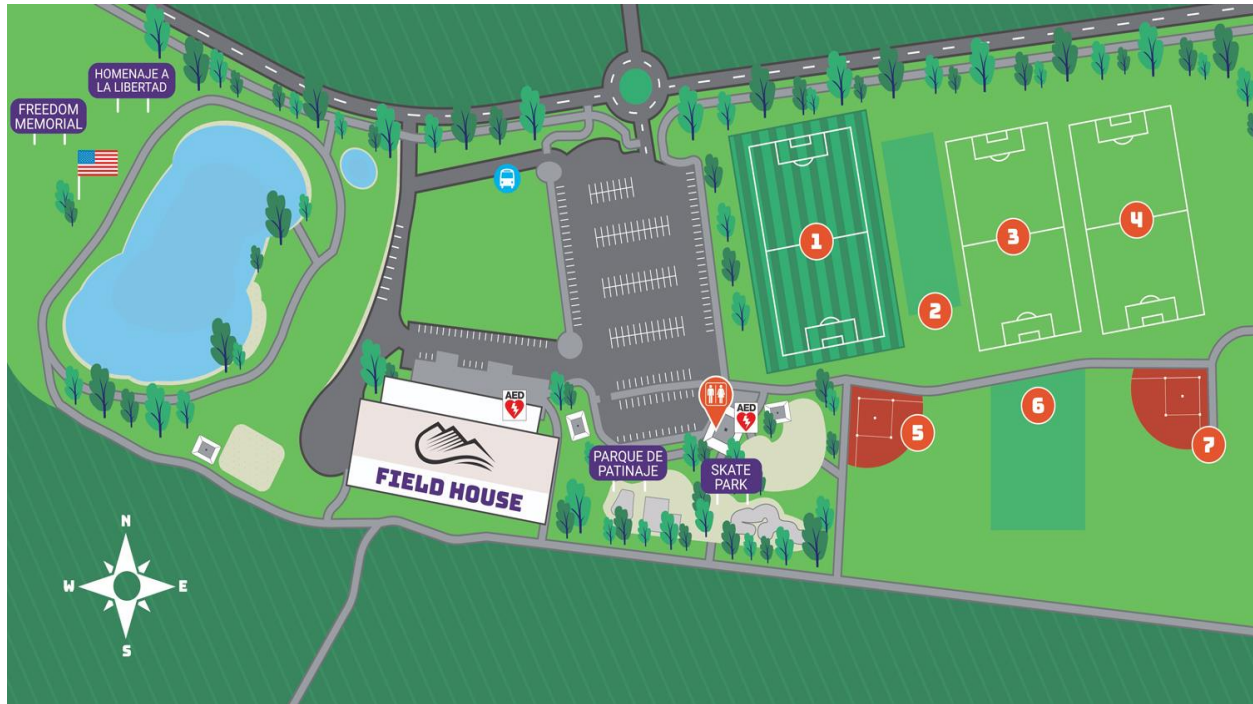 HOMENAJE A
LA LIBERTAD
FREEDOM
MEMORIAL
1
2
3
4
AED
FIELD HOUSE
AED
PARQUE DE
PATINAJE
SKATE
PARK
5
6
7
N
W
E
S